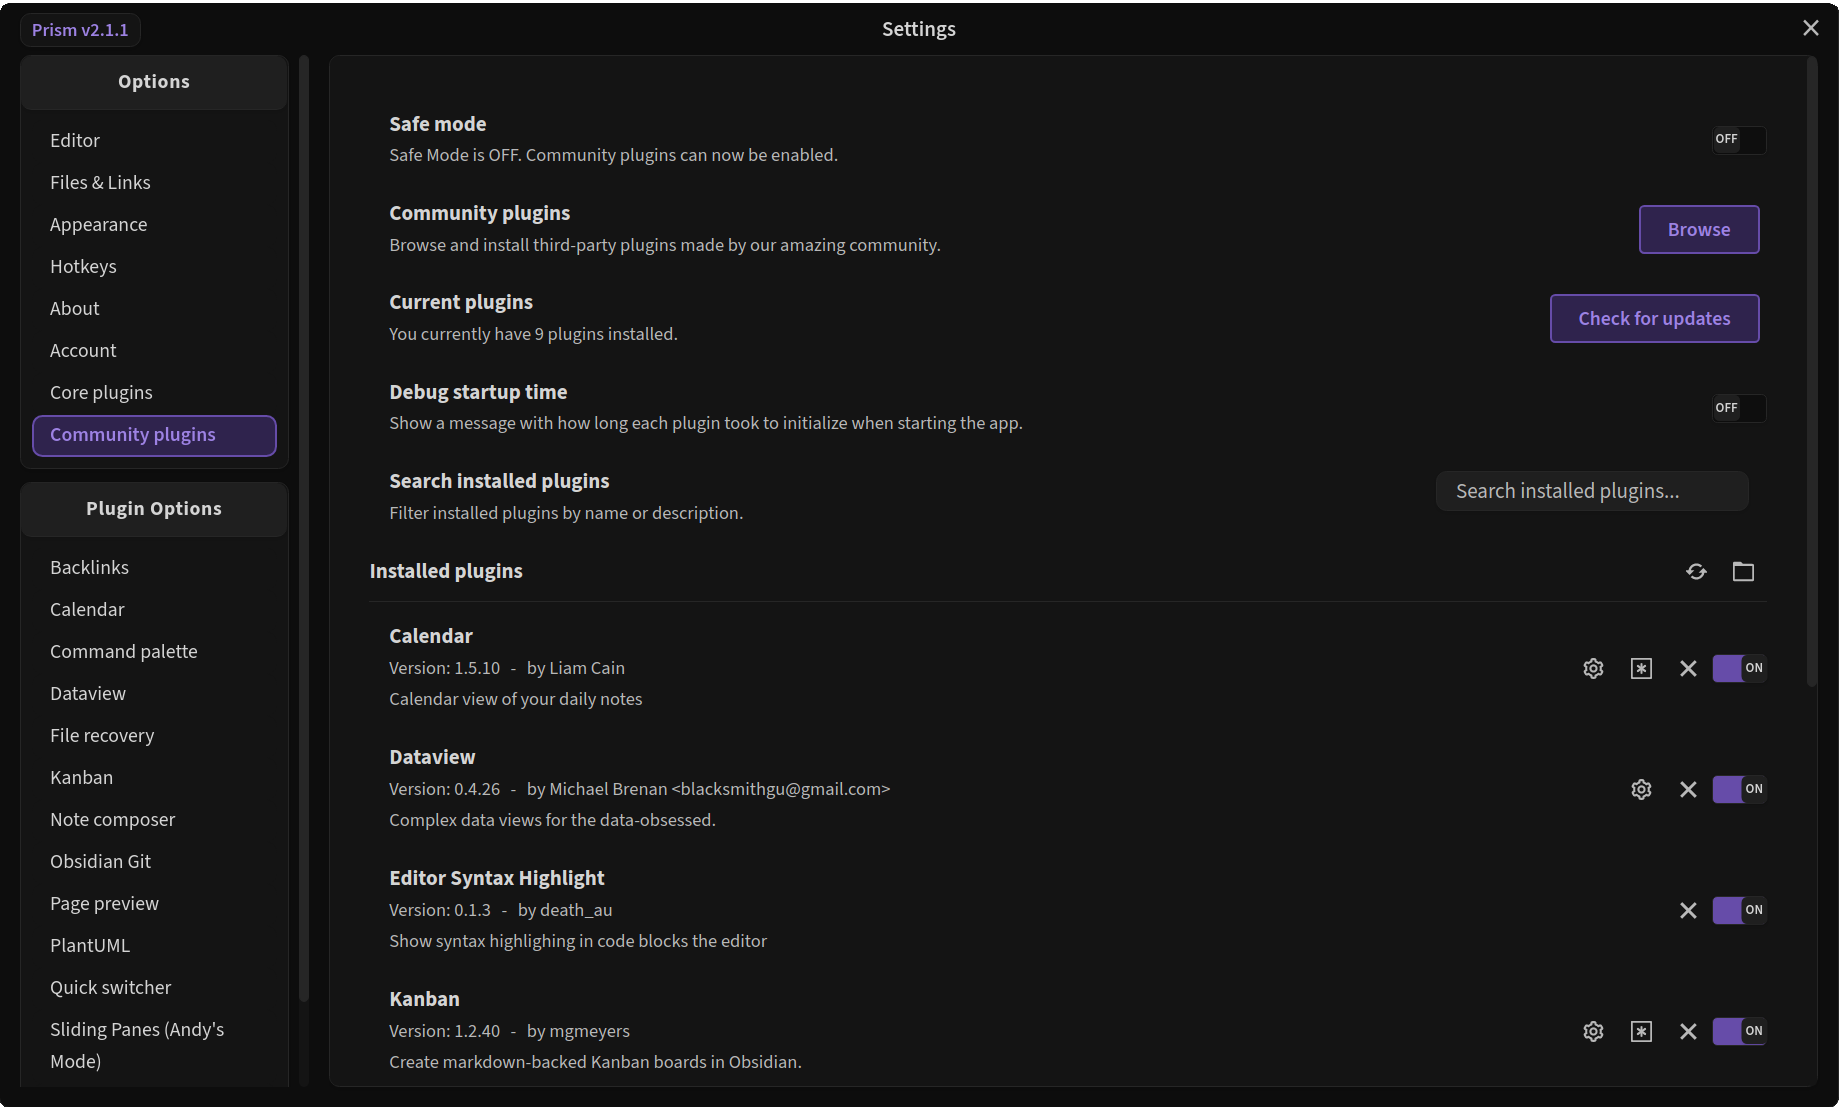 Prism v2.1.1
Settings
Options
Editor
Files & Links
Appearance
Hotkeys
About
Account
Core plugins
Community plugins
Plugin Options
Backlinks
Calendar
Command palette
Dataview
File recovery
Kanban
Note composer
Obsidian Git
Page preview
PlantUML
Quick switcher
Sliding Panes (Andy's
Mode)
Safe mode
Safe Mode is OFF. Community plugins can now be enabled.
OFF
Community plugins
Browse and install third-party plugins made by our amazing community.
Browse
Current plugins
You currently have 9 plugins installed.
Check for updates
Debug startup time
Show a message with how long each plugin took to initialize when starting the app.
OFF
Search installed plugins
Filter installed plugins by name or description.
Search installed plugins...
Installed plugins
Calendar
Version: 1.5.10 - by Liam Cain
Calendar view of your daily notes
ON
Dataview
Version: 0.4.26 - by Michael Brenan <blacksmithgu@gmail.com>
Complex data views for the data-obsessed.
ON
Editor Syntax Highlight
Version: 0.1.3 - by death_au
Show syntax highlighing in code blocks the editor
ON
Kanban
Version: 1.2.40 - by mgmeyers
Create markdown-backed Kanban boards in Obsidian.
ON